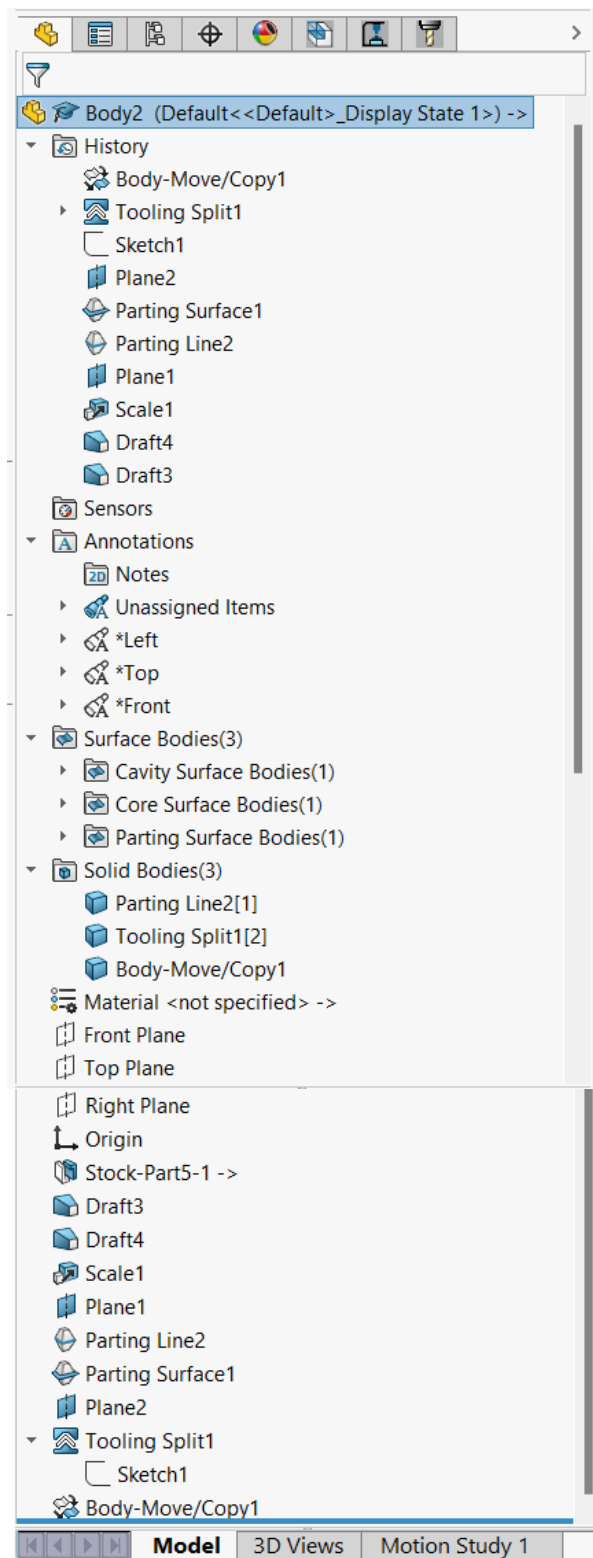 Body2 (Default<<Default>_Display State 1>) ->
History
Body-Move/Copy1
Tooling Split1
Sketch1
Plane2
Parting Surface1
Parting Line2
Plane1
Scale1
Draft4
Draft3
Sensors
A Annotations
2D Notes
A Unassigned Items
A *Left
A *Top
A *Front
Surface Bodies(3)
Cavity Surface Bodies(1)
Core Surface Bodies(1)
Parting Surface Bodies(1)
Solid Bodies(3)
Parting Line2[1]
Tooling Split1[2]
Body-Move/Copy1
Material <not specified> ->
Front Plane
Top Plane
Right Plane
Origin
Stock-Part5-1 ->
Draft3
Draft4
Scale1
Plane1
Parting Line2
Parting Surface1
Plane2
Tooling Split1
Sketch1
Body-Move/Copy1
Model 3D Views Motion Study 1